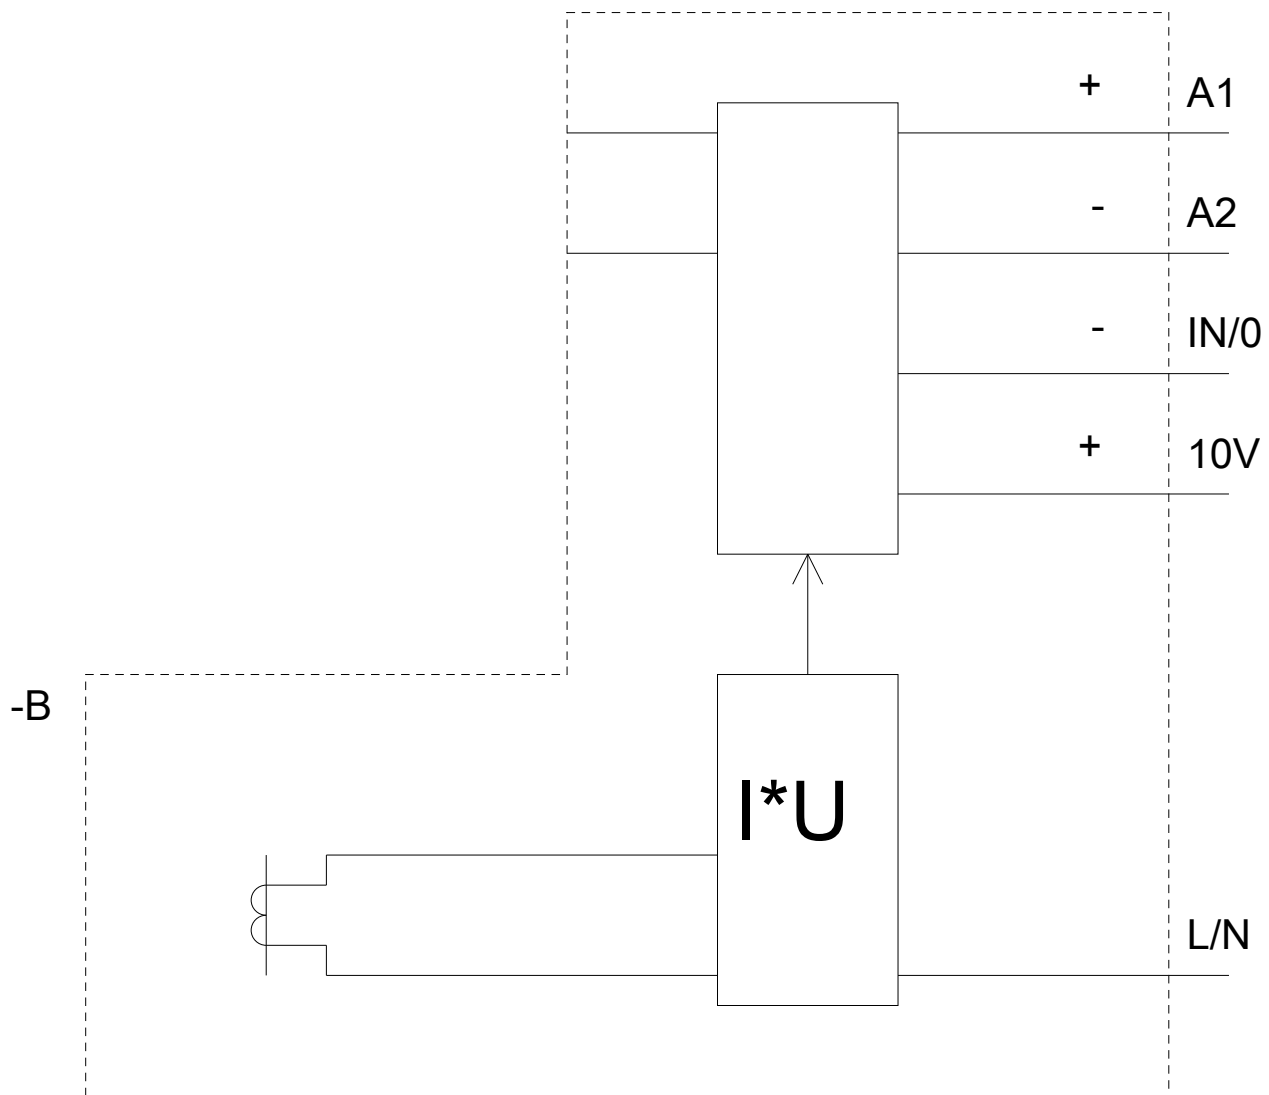 + A1
- A2
- IN/0
+ 10V
-B
I*U
L/N